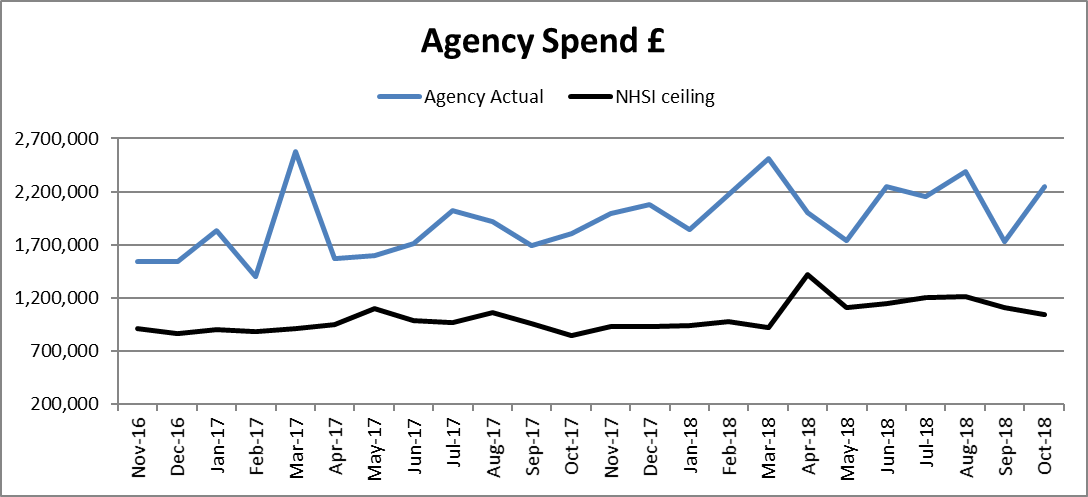 Agency Spend £
Agency Actual
NHSI ceiling
2,700,000
2,200,000
1,700,000
1,200,000
700,000
200,000
Nov-16
Dec-16
Jan-17
Feb-17
Mar-17
Apr-17
May-17
Jun-17
Jul-17
Aug-17
Sep-17
Oct-17
Nov-17
Dec-17
Jan-18
Feb-18
Mar-18
Apr-18
May-18
Jun-18
Jul-18
Aug-18
Sep-18
Oct-18